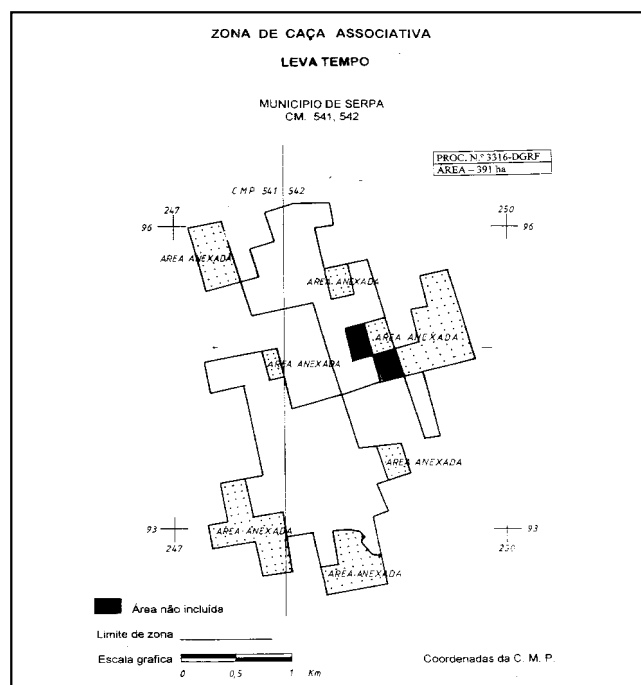 ZONA DE CAÇA ASSOCIATIVA
LEVA TEMPO
MUNICIPIO DE SERPA
CM. 541, 542
PROC. N.º 3316-DGRF
AREA – 391 ha
CMP 541 542
247
250
96
96
AREA ANEXADA
AREA ANEXADA
AREA ANEXADA
AREA ANEXADA
AREA ANEXADA
AREA ANEXADA
AREA ANEXADA
93
93
247
250
Área não incluída
Limite de zona
Escala grafica
0 0,5 1 Km
Coordenadas da C. M. P.